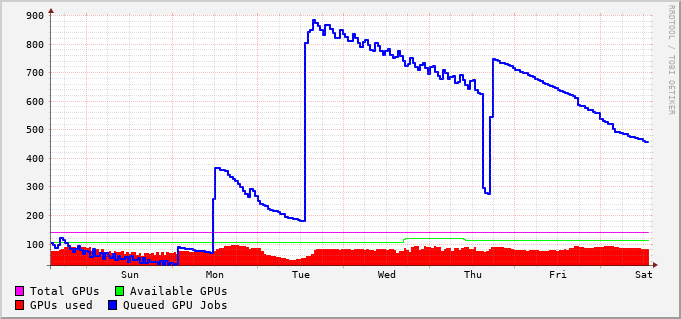 900
800
700
600
500
400
300
200
100
Sun Mon Tue Wed Thu Fri Sat
Total GPUs Available GPUs
GPUs used Queued GPU Jobs
RRDTOOL / TOBI OETIKER